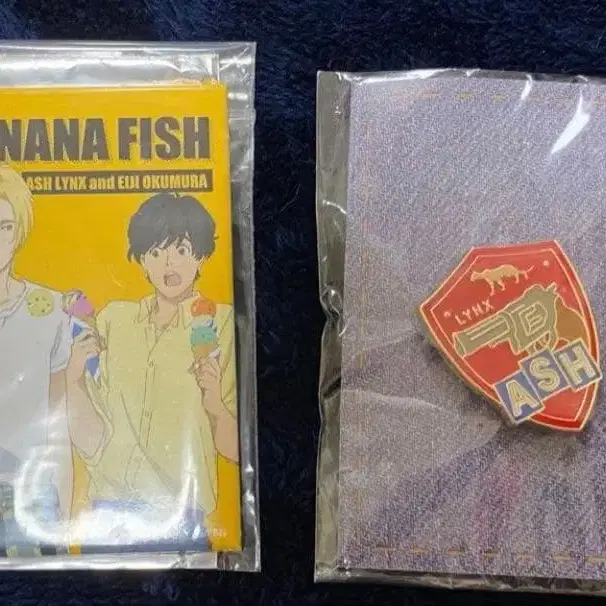 NANA FISH
ASH LYNX and EIJI OKUMURA
LYNX
ASH